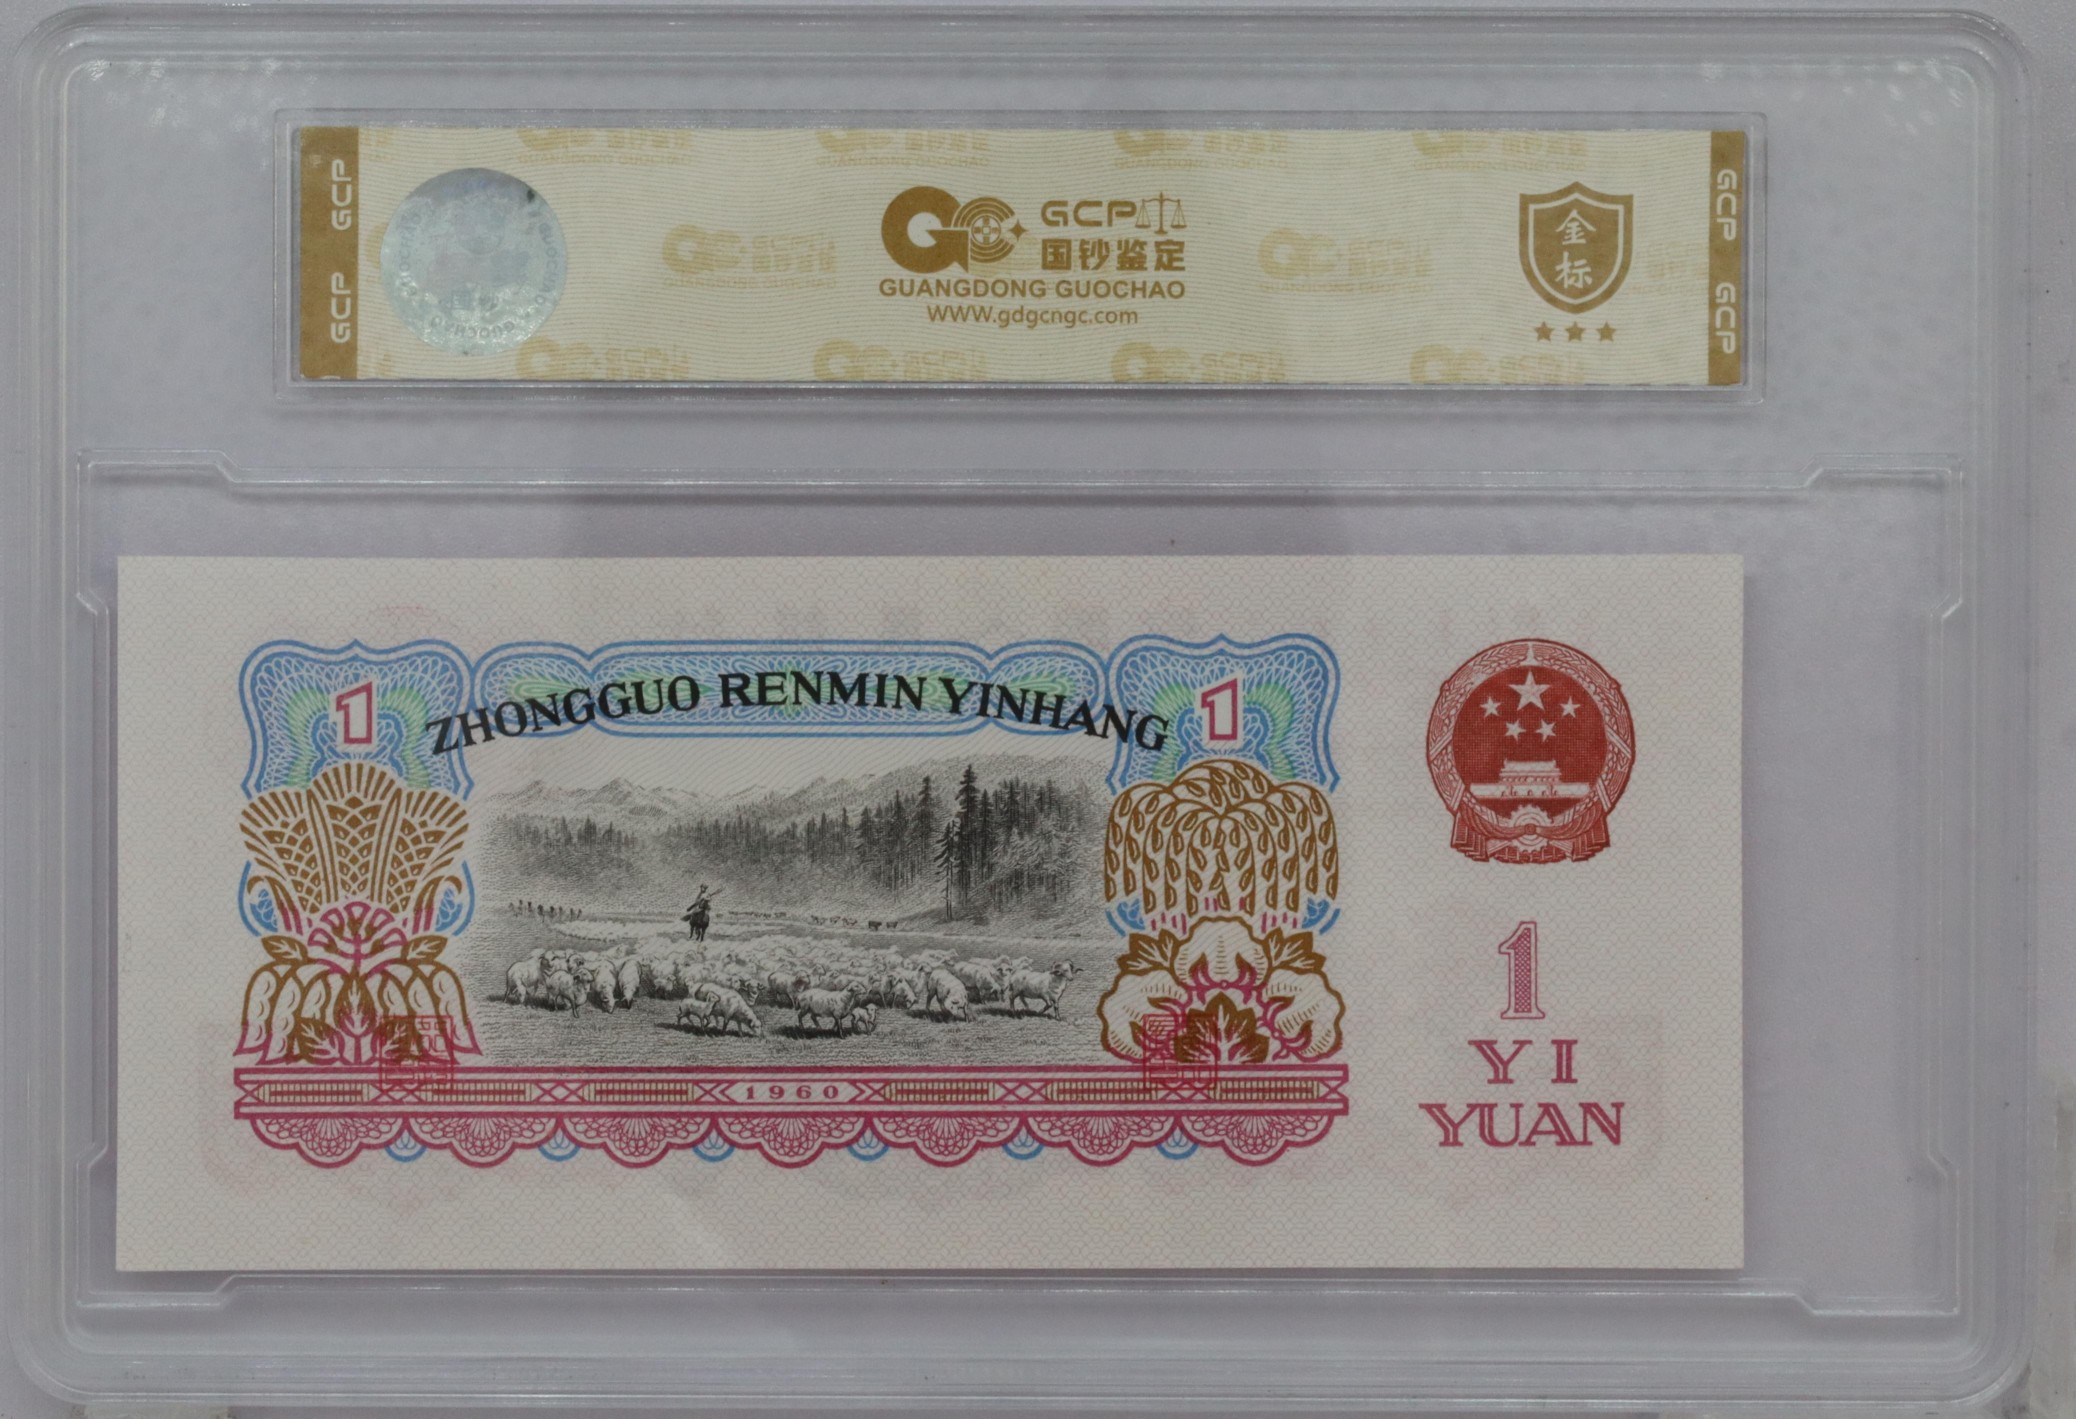 GCP GCP
GCP
国钞鉴定
GUANGDONG GUOCHAO
WWW.gdgcngc.com
金标
GCP GCP
1
ZHONGGUO RENMIN YINHANG
1
1960
1
YI
YUAN